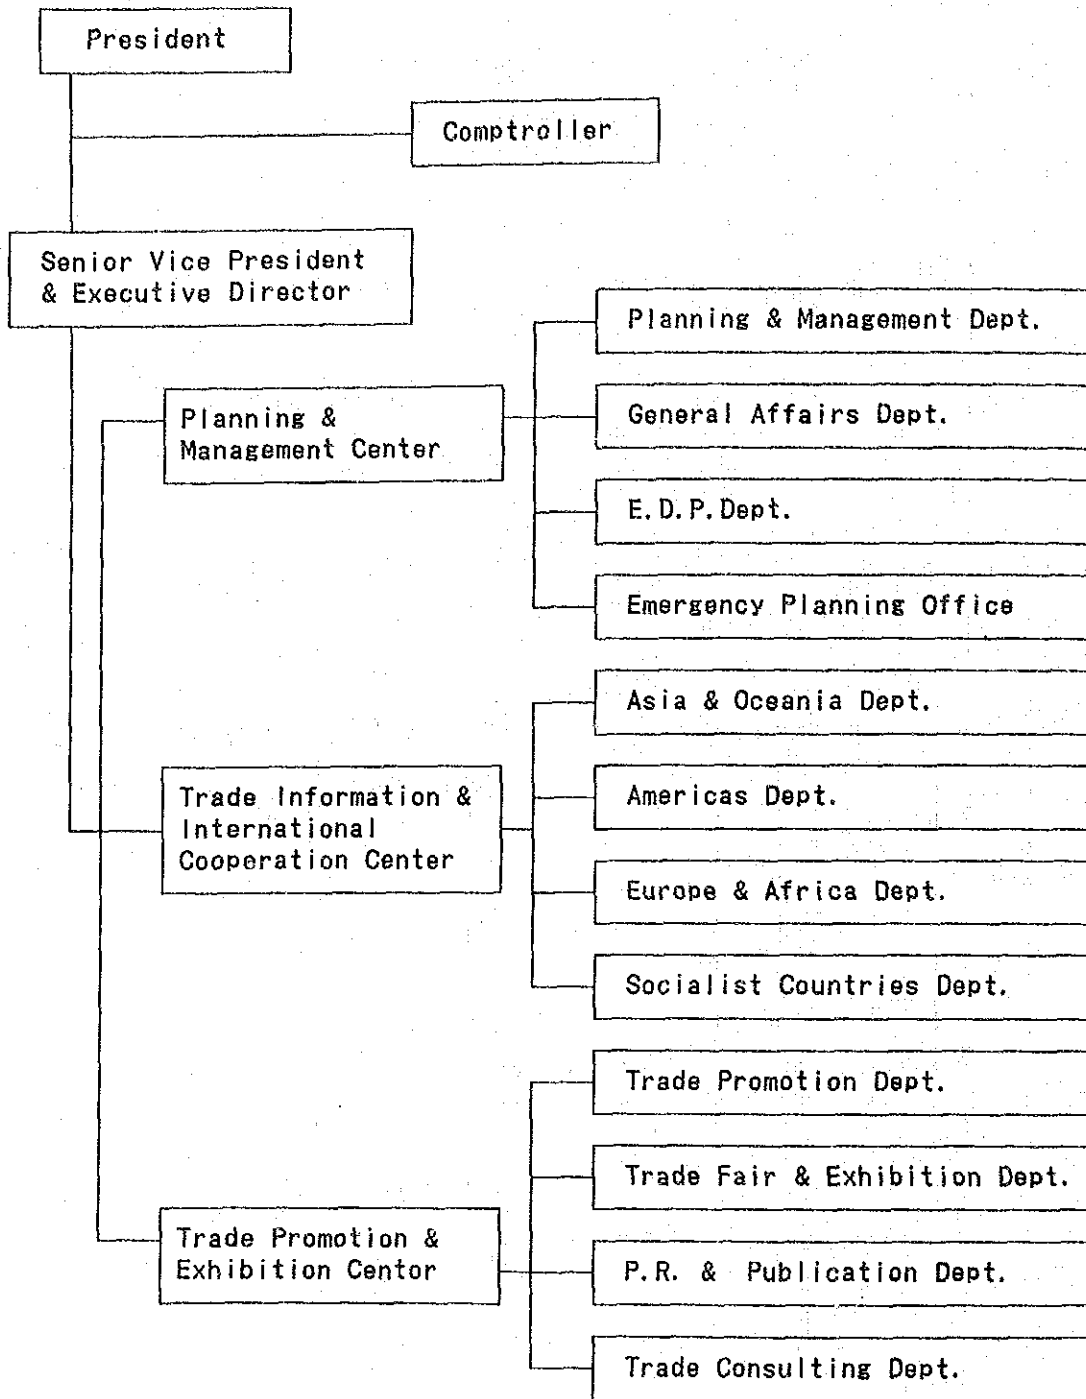 President
Comptroller
Senior Vice President
& Executive Director
Planning & Management Dept.
Planning &
Management Center
General Affairs Dept.
E.D.P.Dept.
Emergency Planning Office
Asia & Oceania Dept.
Trade Information &
International
Cooperation Center
Americas Dept.
Europe & Africa Dept.
Socialist Countries Dept.
Trade Promotion Dept.
Trade Fair & Exhibition Dept.
Trade Promotion &
Exhibition Centor
P.R. & Publication Dept.
Trade Consulting Dept.